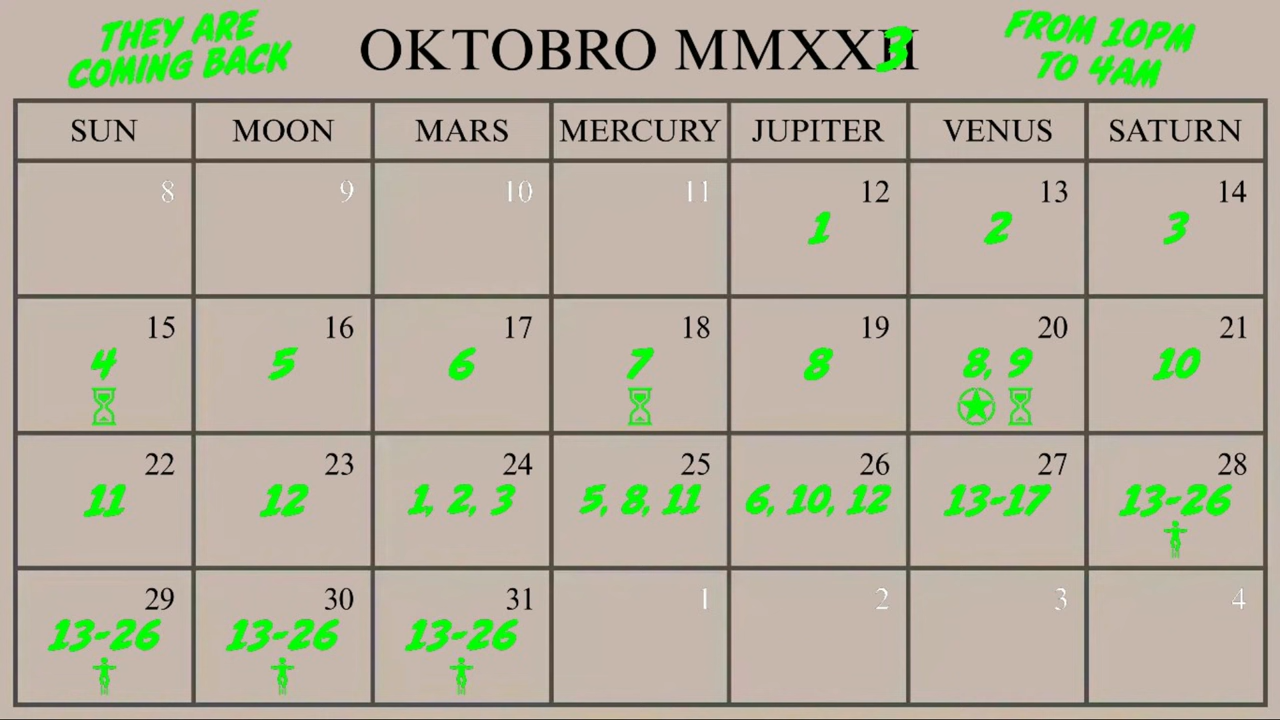 THEY ARE
COMING BACK
OKTOBRO MMXXII3
FROM 10PM
TO 4AM
SUN MOON MARS MERCURY JUPITER VENUS SATURN
8 9 10 11 12 13 14
1 2 3
15 16 17 18 19 20 21
4 5 6 7 8 8, 9 10
22 23 24 25 26 27 28
11 12 1, 2, 3 5, 8, 11 6, 10, 12 13-17 13-26
29 30 31 1 2 3 4
13-26 13-26 13-26